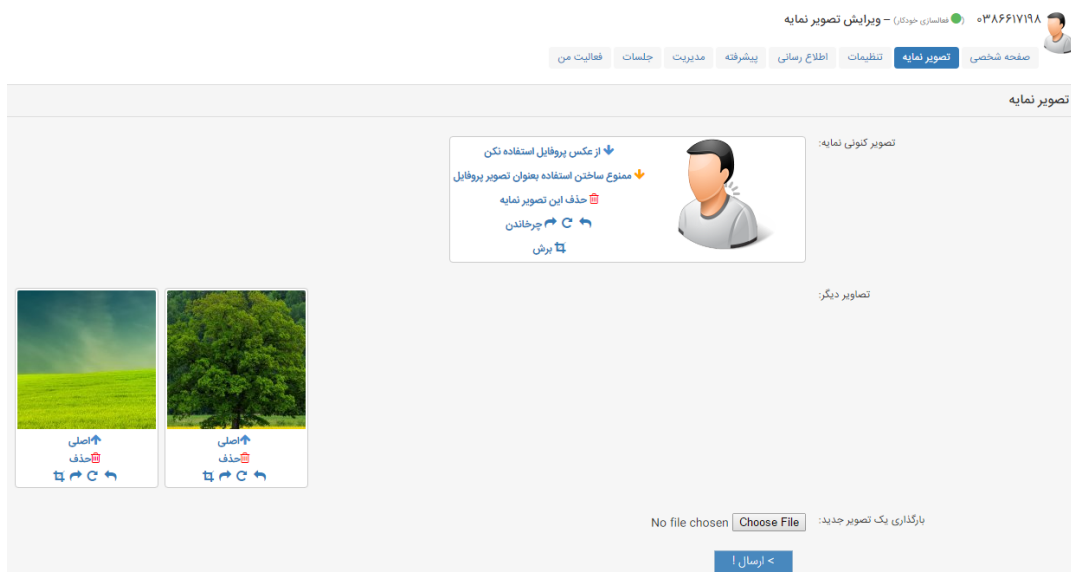 ۰۳۸۶۶۱۷۱۹۸ (فعالسازی خودکار) – ویرایش تصویر نمایه
صفحه شخصی تصویر نمایه تنظیمات اطلاع رسانی پیشرفته مدیریت جلسات فعالیت من
تصویر نمایه
تصویر کنونی نمایه:
از عکس پروفایل استفاده نکن
ممنوع ساختن استفاده بعنوان تصویر پروفایل
حذف این تصویر نمایه
چرخاندن
برش
تصاویر دیگر:
اصلی
حذف
اصلی
حذف
بارگذاری یک تصویر جدید: Choose File No file chosen
> ارسال !